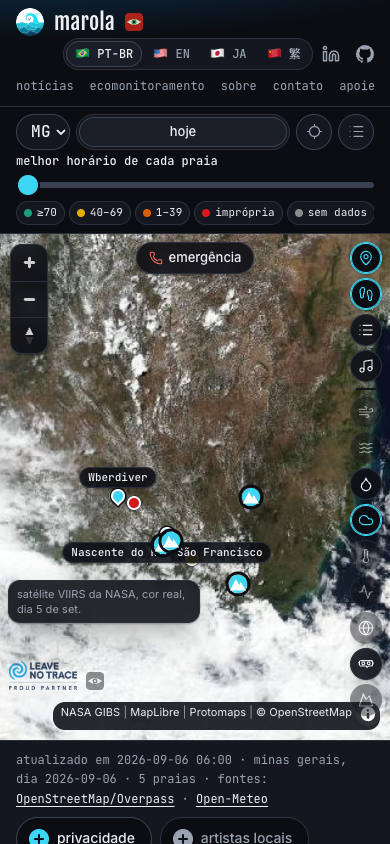 marola
PT-BR
EN
JA
繁
notícias
ecomonitoramento
sobre
contato
apoie
MG
hoje
melhor horário de cada praia
≥70
40–69
1–39
imprópria
sem dados
emergência
Wberdiver
Nascente do
São Francisco
satélite VIIRS da NASA, cor real,
dia 5 de set.
LEAVE
NO TRACE
PROUD PARTNER
NASA GIBS | MapLibre | Protomaps | © OpenStreetMap
atualizado em 2026-09-06 06:00 · minas gerais,
dia 2026-09-06 · 5 praias · fontes:
OpenStreetMap/Overpass · Open-Meteo
privacidade
artistas locais